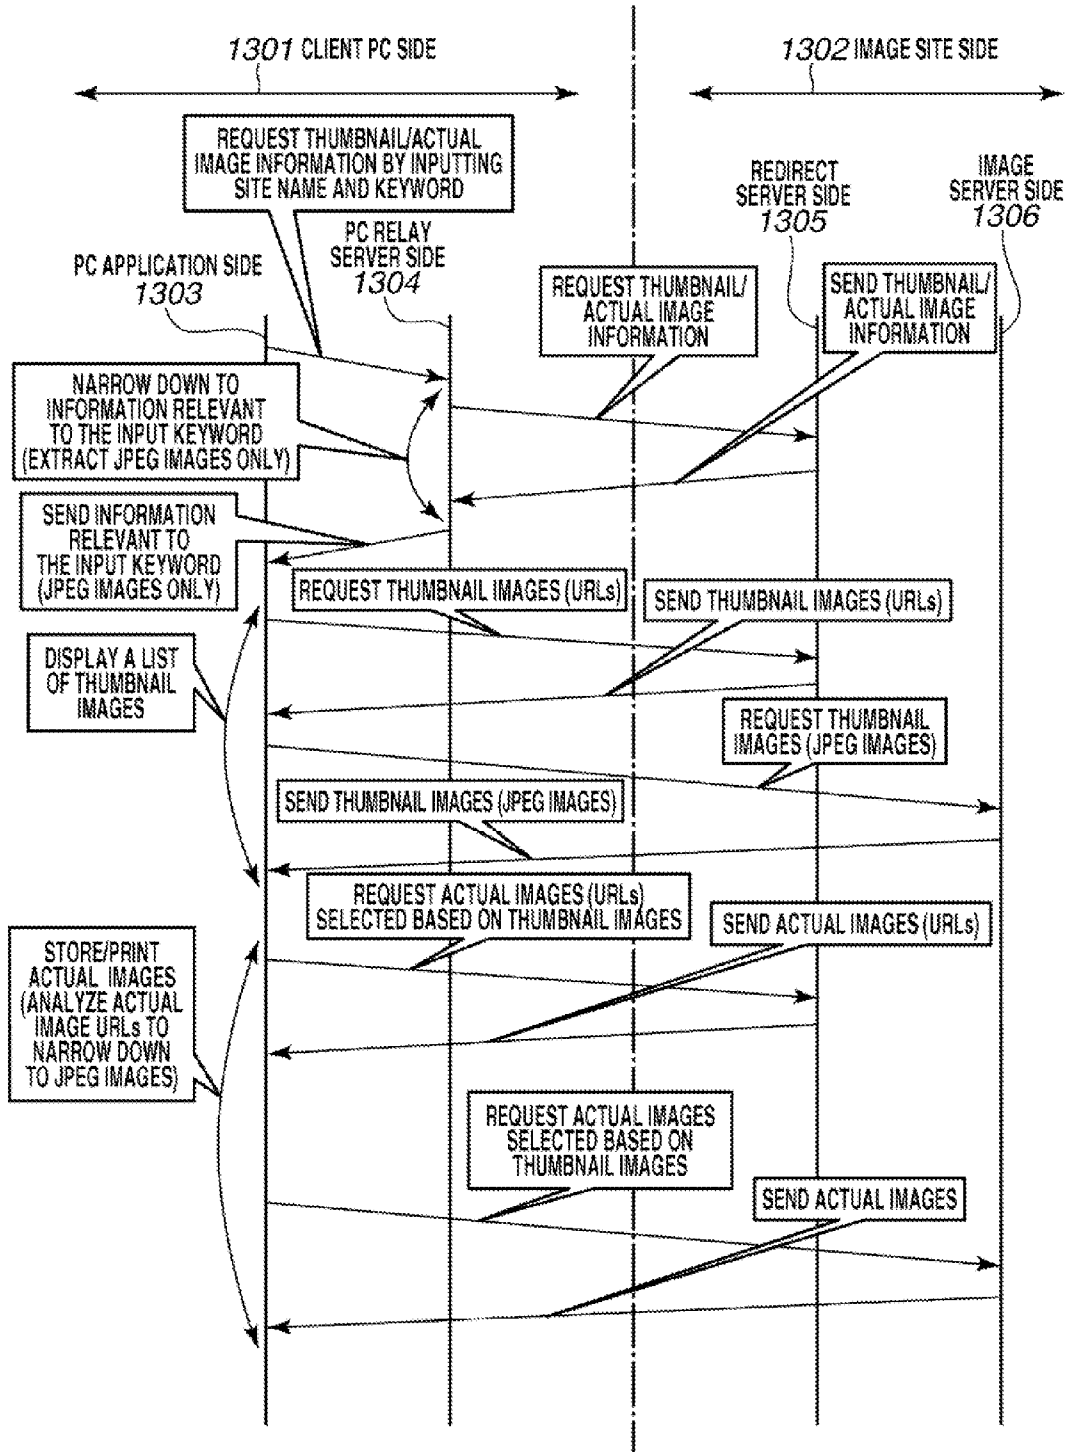 1301 CLIENT PC SIDE
1302 IMAGE SITE SIDE
REQUEST THUMBNAIL/ACTUAL
IMAGE INFORMATION BY INPUTTING
SITE NAME AND KEYWORD
REDIRECT
SERVER SIDE
1305
IMAGE
SERVER SIDE
1306
PC APPLICATION SIDE
1303
PC RELAY
SERVER SIDE
1304
REQUEST THUMBNAIL/
ACTUAL IMAGE
INFORMATION
SEND THUMBNAIL/
ACTUAL IMAGE
INFORMATION
NARROW DOWN TO
INFORMATION RELEVANT
TO THE INPUT KEYWORD
(EXTRACT JPEG IMAGES ONLY)
SEND INFORMATION
RELEVANT TO
THE INPUT KEYWORD
(JPEG IMAGES ONLY)
REQUEST THUMBNAIL IMAGES (URLs)
SEND THUMBNAIL IMAGES (URLs)
DISPLAY A LIST
OF THUMBNAIL
IMAGES
REQUEST THUMBNAIL
IMAGES (JPEG IMAGES)
SEND THUMBNAIL IMAGES (JPEG IMAGES)
REQUEST ACTUAL IMAGES (URLs)
SELECTED BASED ON THUMBNAIL IMAGES
SEND ACTUAL IMAGES (URLs)
STORE/PRINT
ACTUAL IMAGES
(ANALYZE ACTUAL
IMAGE URLs TO
NARROW DOWN
TO JPEG IMAGES)
REQUEST ACTUAL IMAGES
SELECTED BASED ON
THUMBNAIL IMAGES
SEND ACTUAL IMAGES